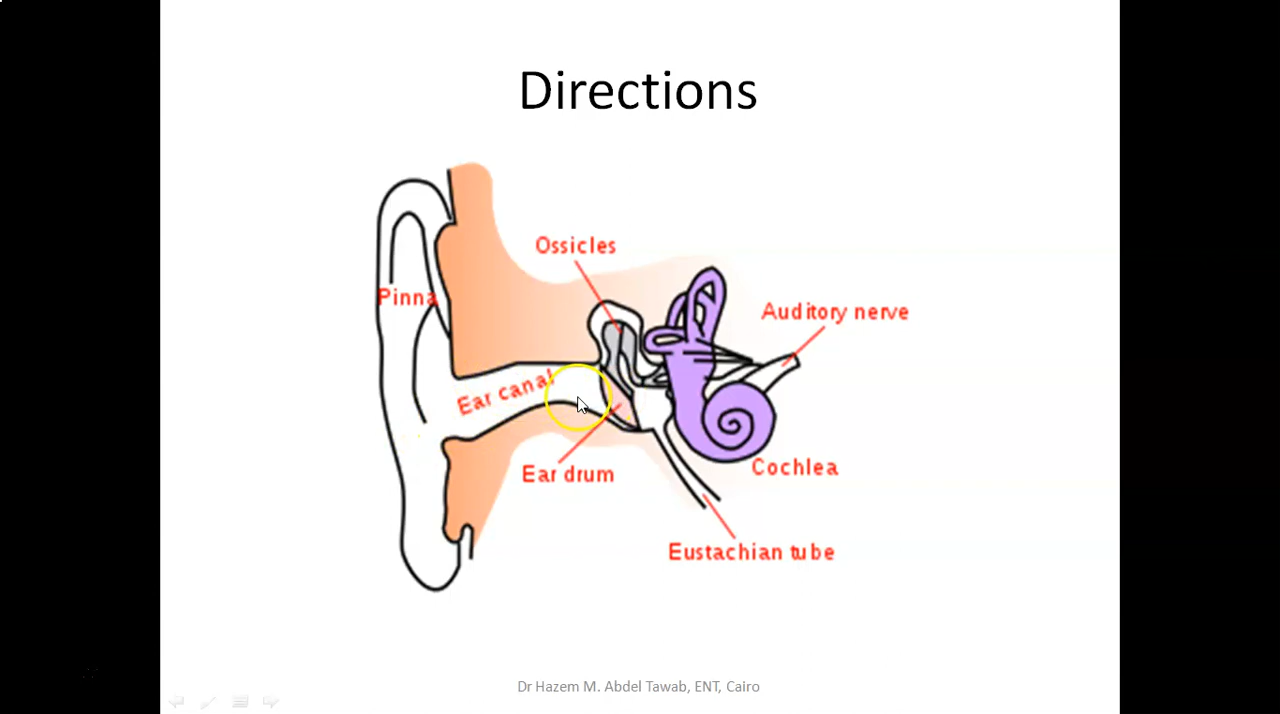 Directions
Ossicles
Pinna
Auditory nerve
Ear canal
Ear drum
Cochlea
Eustachian tube
Dr Hazem M. Abdel Tawab, ENT, Cairo